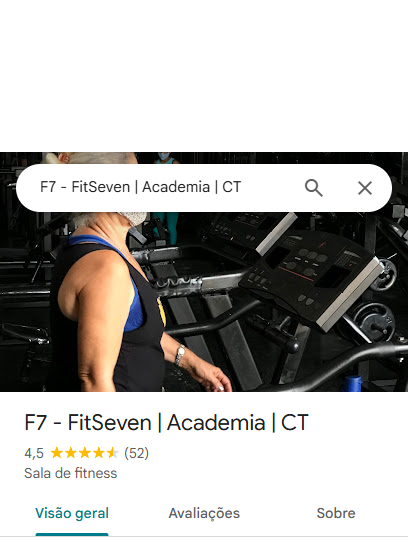 F7 - FitSeven | Academia | CT
F7 - FitSeven | Academia | CT
4,5 (52)
Sala de fitness
Visão geral Avaliações Sobre